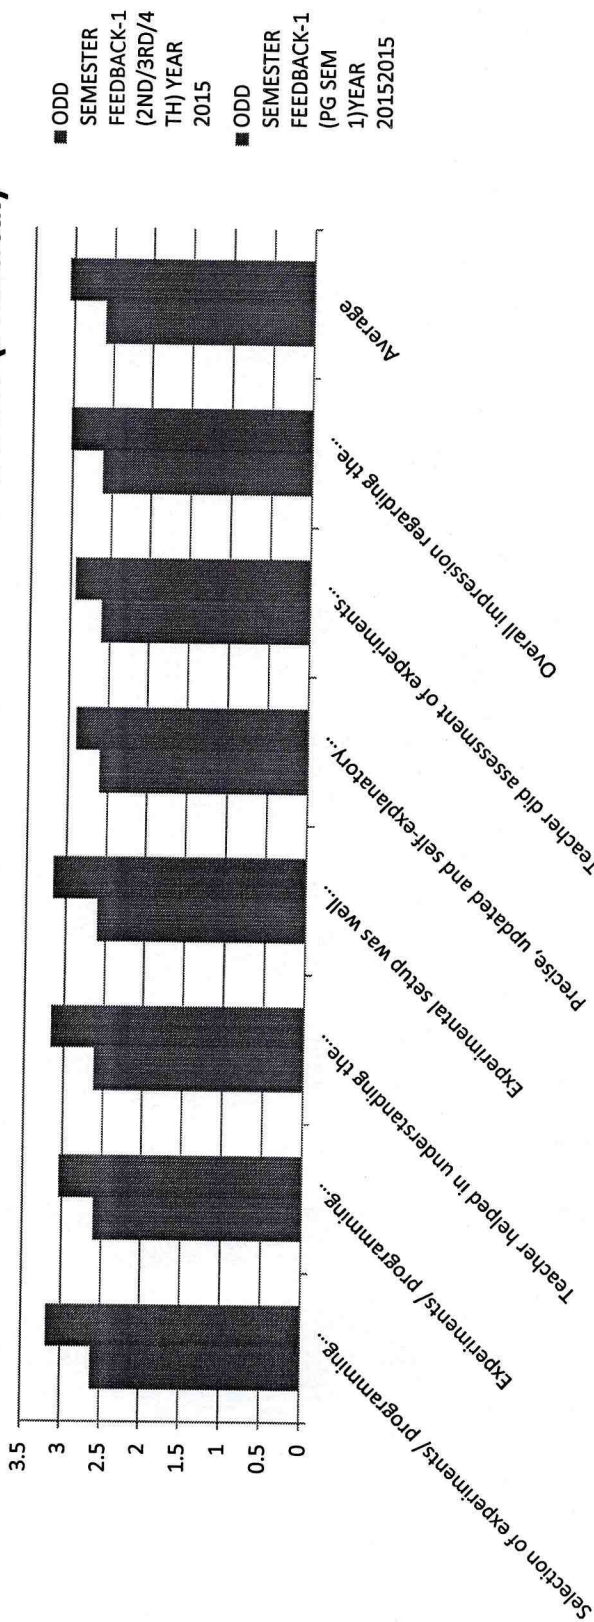 3.5
3
2.5
2
1.5
1
0.5
0
Selection of experiments/ programming...
Experiments/ programming...
Teacher helped in understanding the...
Experimental setup was well...
Precise, updated and self-explanatory...
Teacher did assessment of experiments...
Overall impression regarding the...
Average
■ ODD
SEMESTER
FEEDBACK-1
(2ND/3RD/4
TH) YEAR
2015
■ ODD
SEMESTER
FEEDBACK-1
(PG SEM
1)YEAR
20152015